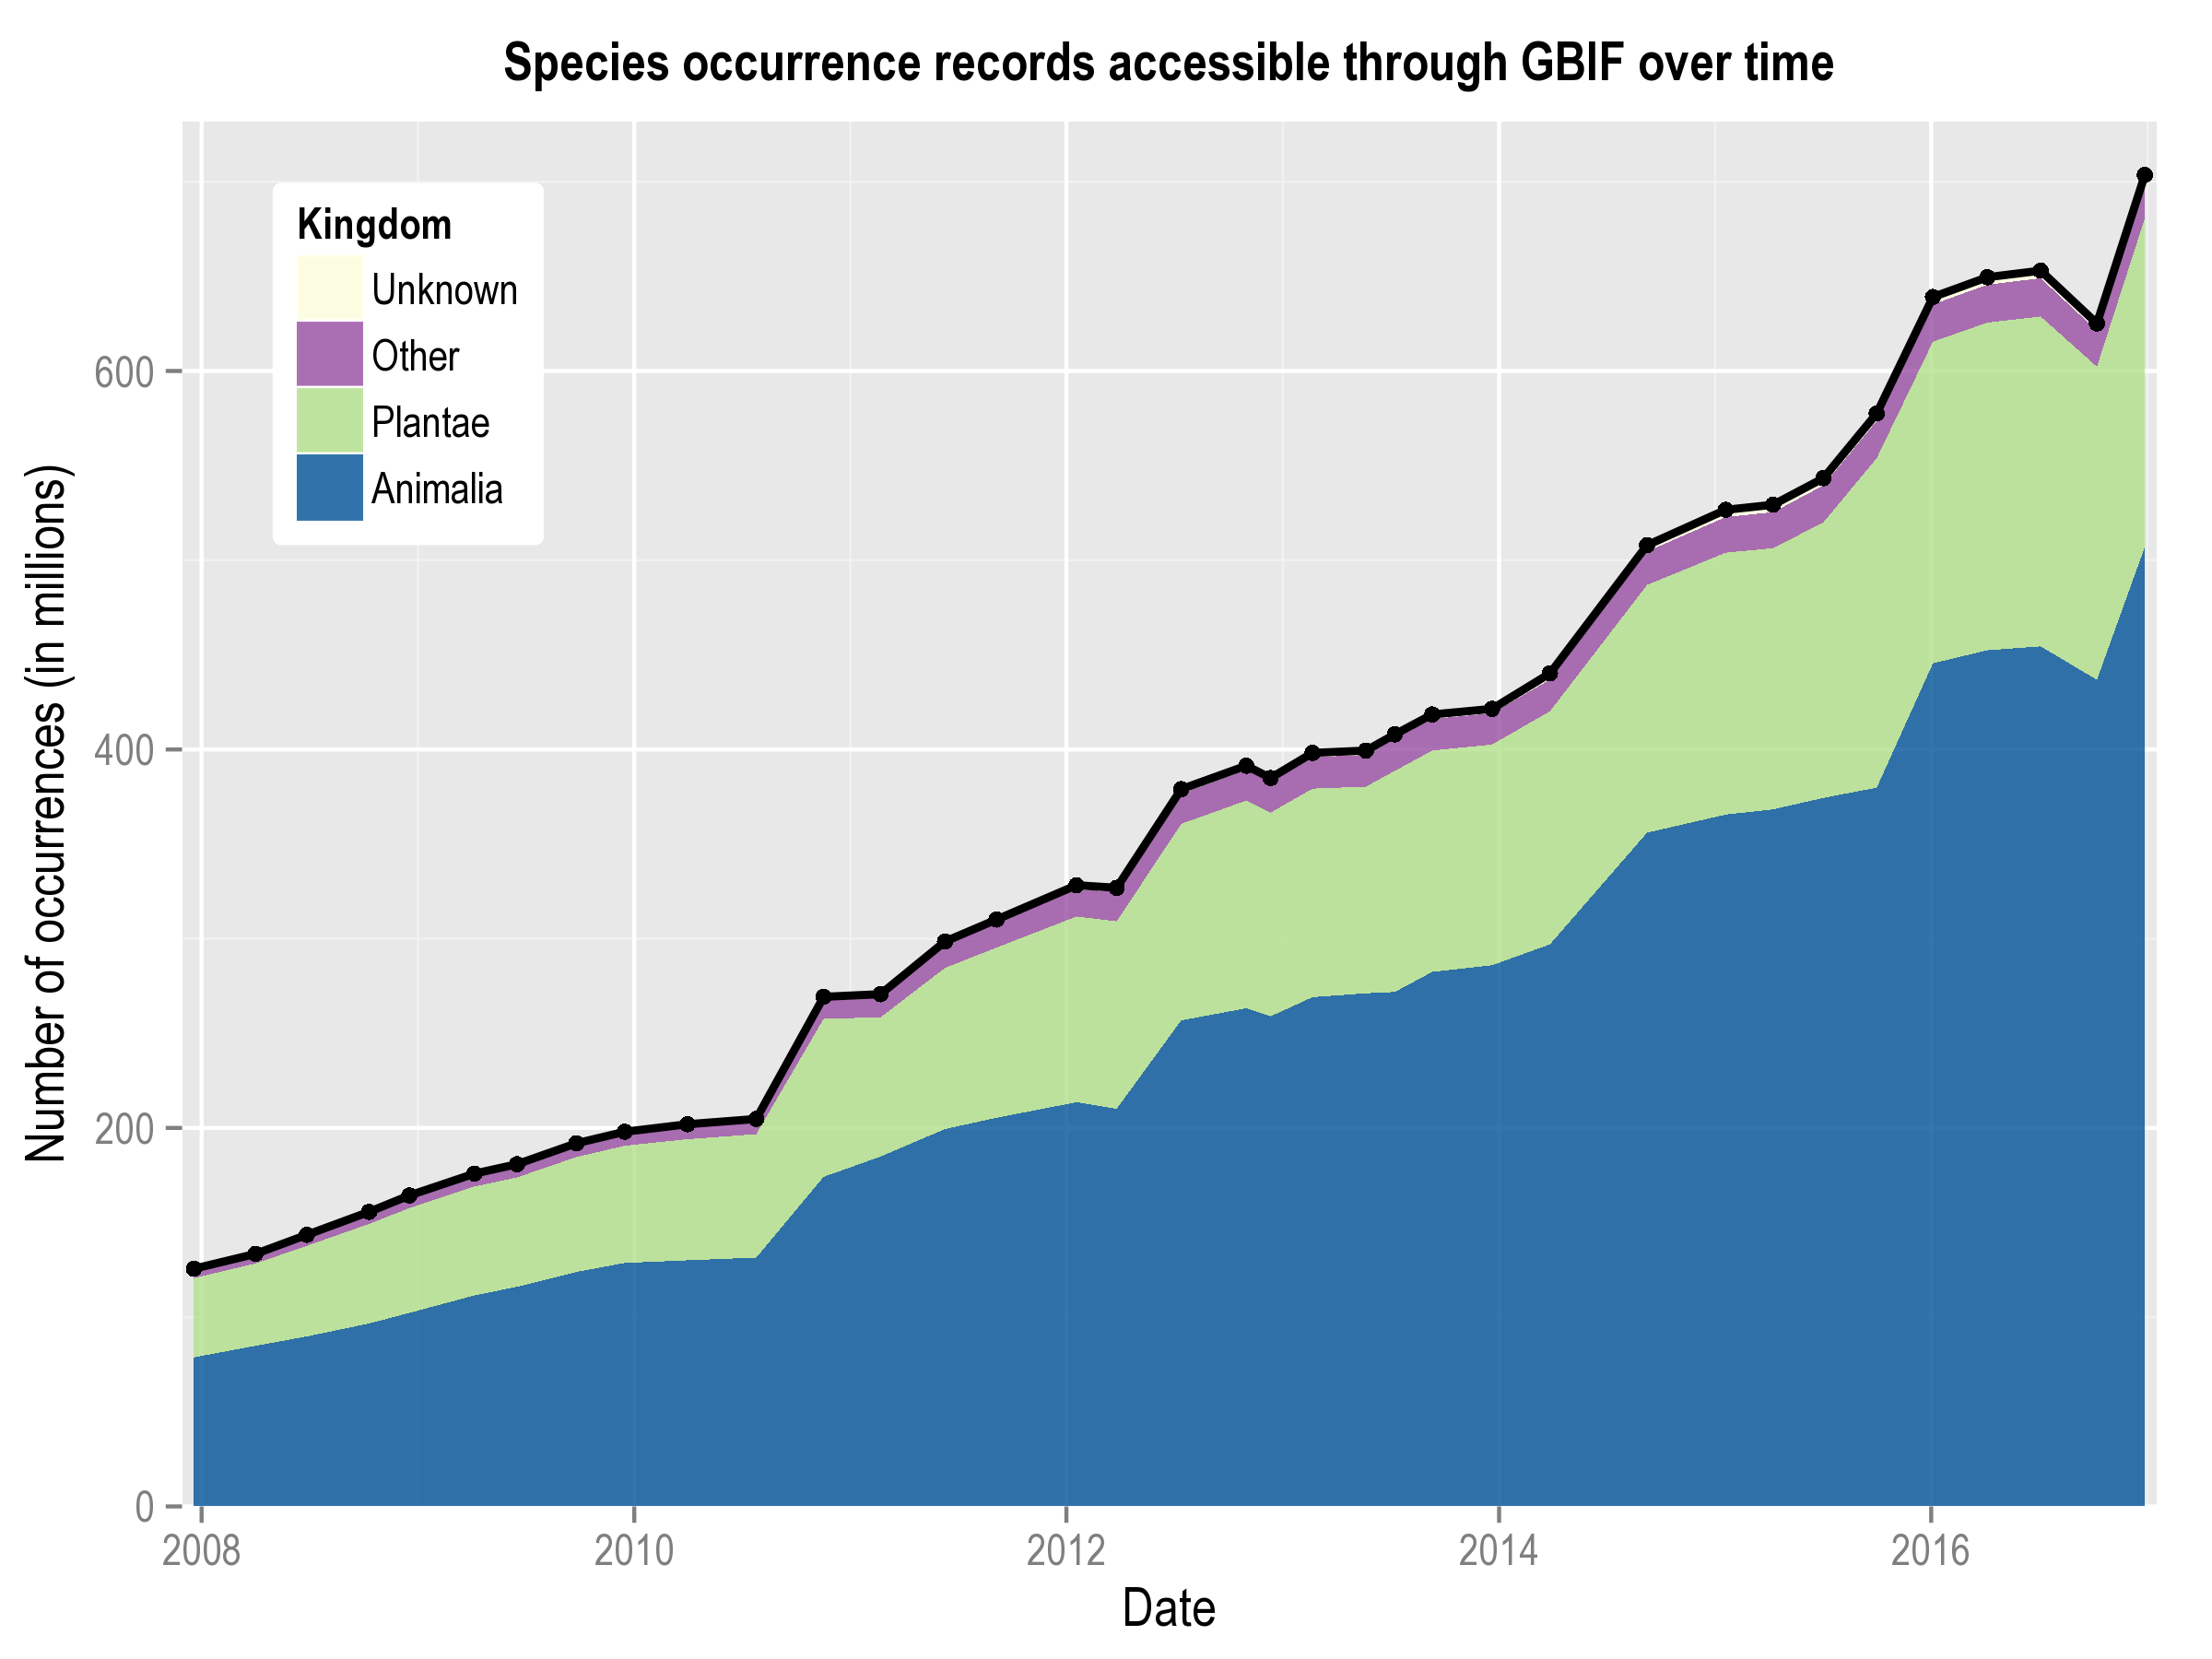 Species occurrence records accessible through GBIF over time
Kingdom
Unknown
Other
Plantae
Animalia
Number of occurrences (in millions)
600
400
200
0
2008 2010 2012 2014 2016
Date